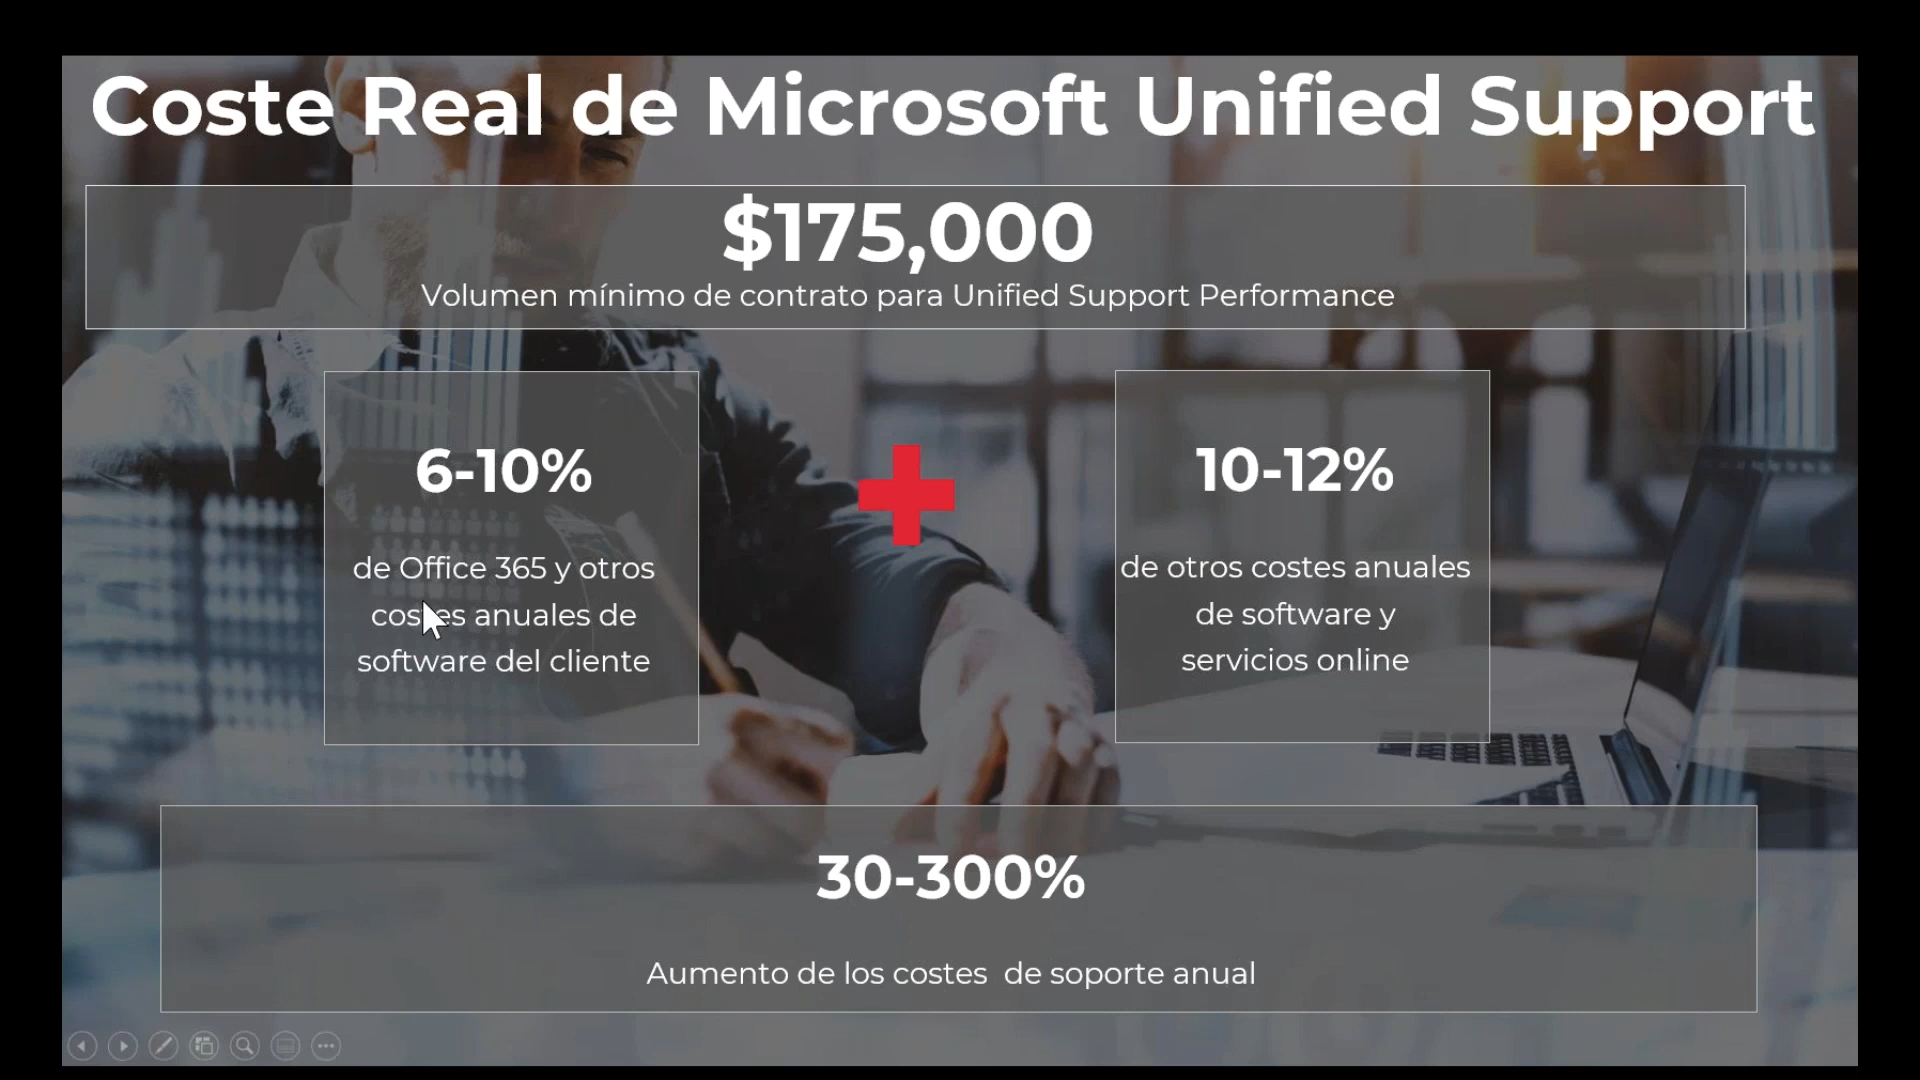 Coste Real de Microsoft Unified Support
$175,000
Volumen mínimo de contrato para Unified Support Performance
6-10%
de Office 365 y otros
costes anuales de
software del cliente
10-12%
de otros costes anuales
de software y
servicios online
30-300%
Aumento de los costes  de soporte anual